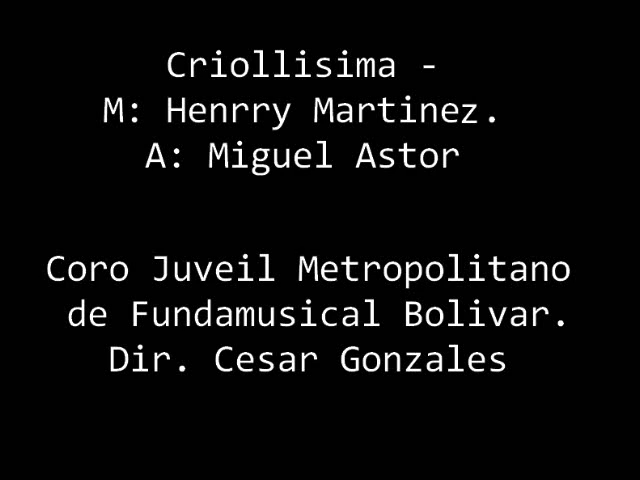 Criollisima -
M: Henrry Martinez.
A: Miguel Astor
Coro Juveil Metropolitano
de Fundamusical Bolivar.
Dir. Cesar Gonzales